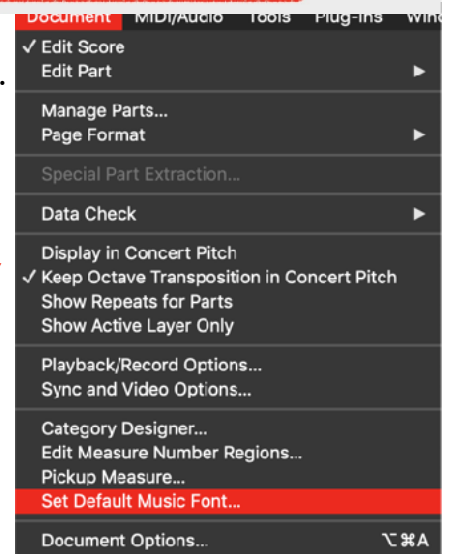 Document MIDI/Audio Tools Plug-ins Wind
✓ Edit Score
Edit Part ▶
Manage Parts...
Page Format ▶
Special Part Extraction...
Data Check ▶
Display in Concert Pitch
✓ Keep Octave Transposition in Concert Pitch
Show Repeats for Parts
Show Active Layer Only
Playback/Record Options...
Sync and Video Options...
Category Designer...
Edit Measure Number Regions...
Pickup Measure...
Set Default Music Font...
Document Options... ⌥⌘A